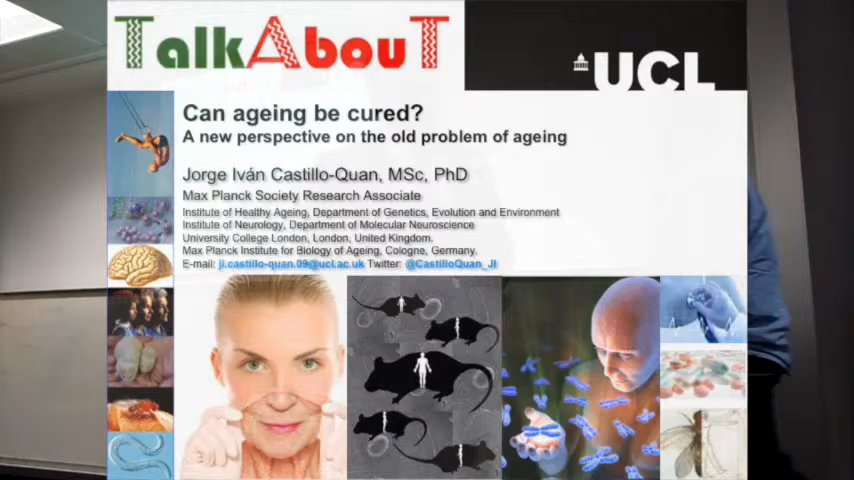 TalkAbouT
UCL
Can ageing be cured?
A new perspective on the old problem of ageing
Jorge Iván Castillo-Quan, MSc, PhD
Max Planck Society Research Associate
Institute of Healthy Ageing, Department of Genetics, Evolution and Environment
Institute of Neurology, Department of Molecular Neuroscience
University College London, London, United Kingdom.
Max Planck Institute for Biology of Ageing, Cologne, Germany.
E-mail: ji.castillo-quan.09@ucl.ac.uk Twitter: @CastilloQuan_JI